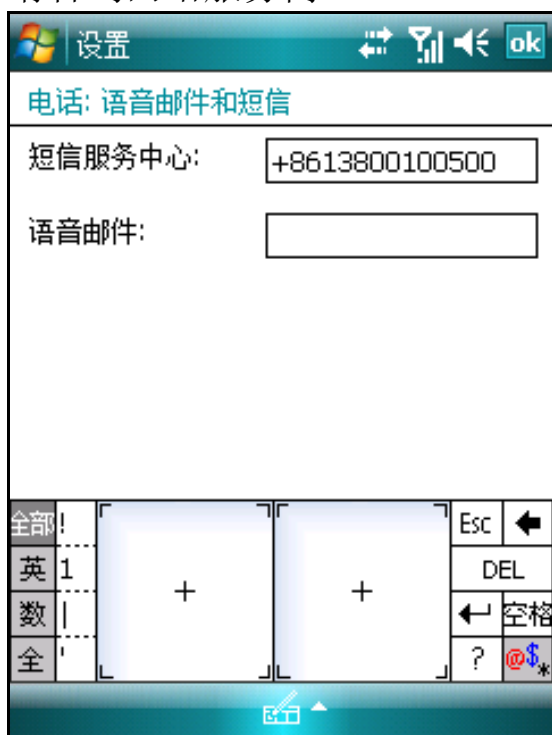 设置
ok
电话: 语音邮件和短信
短信服务中心: +8613800100500
语音邮件:
全部 ! Esc
英 1 DEL
数 | 空格
全 ' ? @$*